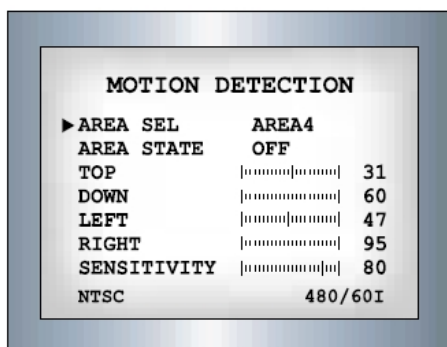 MOTION DETECTION
▶AREA SEL AREA4
AREA STATE OFF
TOP 31
DOWN 60
LEFT 47
RIGHT 95
SENSITIVITY 80
NTSC 480/60I